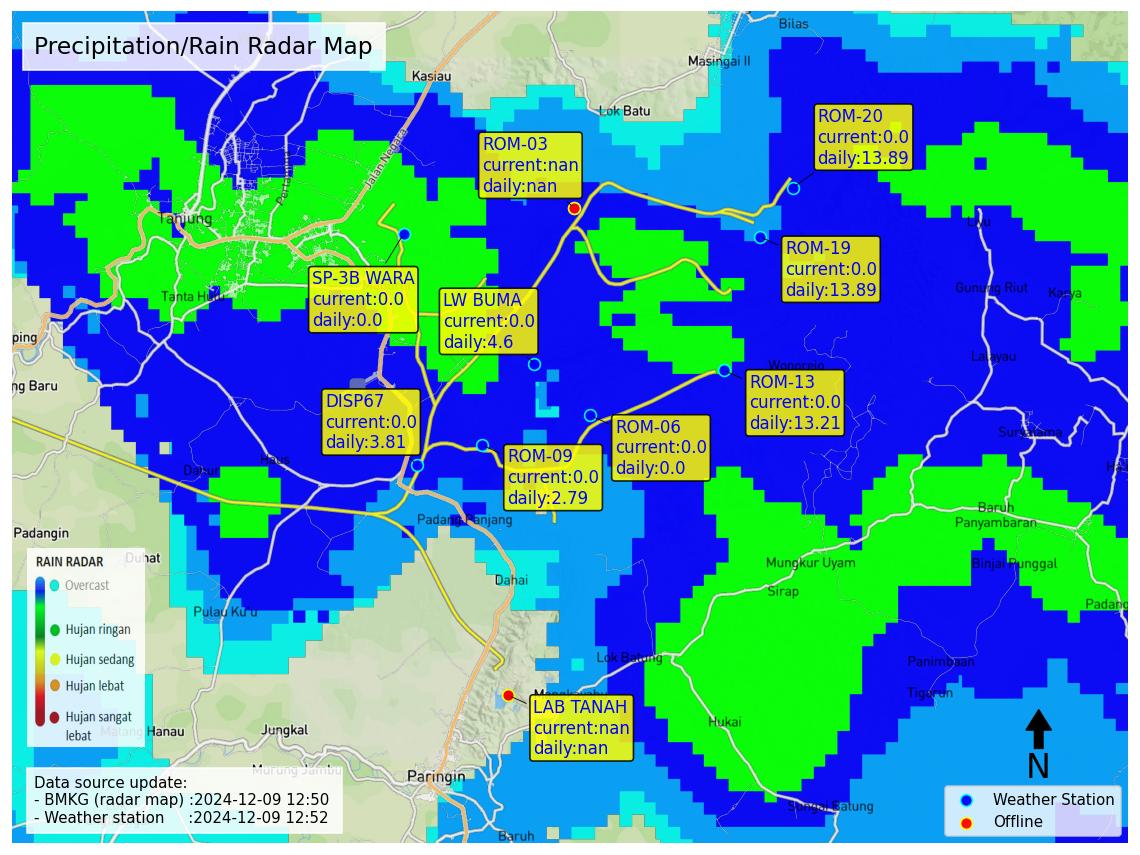 Precipitation/Rain Radar Map
Bilas
Masingai II
Kasiau
Lok Batu
ROM-20
current:0.0
daily:13.89
ROM-03
current:nan
daily:nan
Jalan Negara
Tanjung
Liyu
ROM-19
current:0.0
daily:13.89
SP-3B WARA
current:0.0
daily:0.0
LW BUMA
current:0.0
daily:4.6
Gunung Riut
Karya
ping
Lalayau
ng Baru
ROM-13
current:0.0
daily:13.21
DISP67
current:0.0
daily:3.81
ROM-06
current:0.0
daily:0.0
ROM-09
current:0.0
daily:2.79
Dahur
Haus
Padang Panjang
Baruh
Panyambaran
Padangin
Duhat
Mungkur Uyam
Binjai Punggal
Dahai
Sirap
Padang
RAIN RADAR
Overcast
Hujan ringan
Hujan sedang
Hujan lebat
Hujan sangat
lebat
Pulau Ku'u
Lok Batung
Panimbaan
Tigarun
LAB TANAH
current:nan
daily:nan
Hukai
Jungkal
Murung Jambu
Paringin
Sungai Batung
Baruh
N
Data source update:
- BMKG (radar map) :2024-12-09 12:50
- Weather station :2024-12-09 12:52
Weather Station
Offline